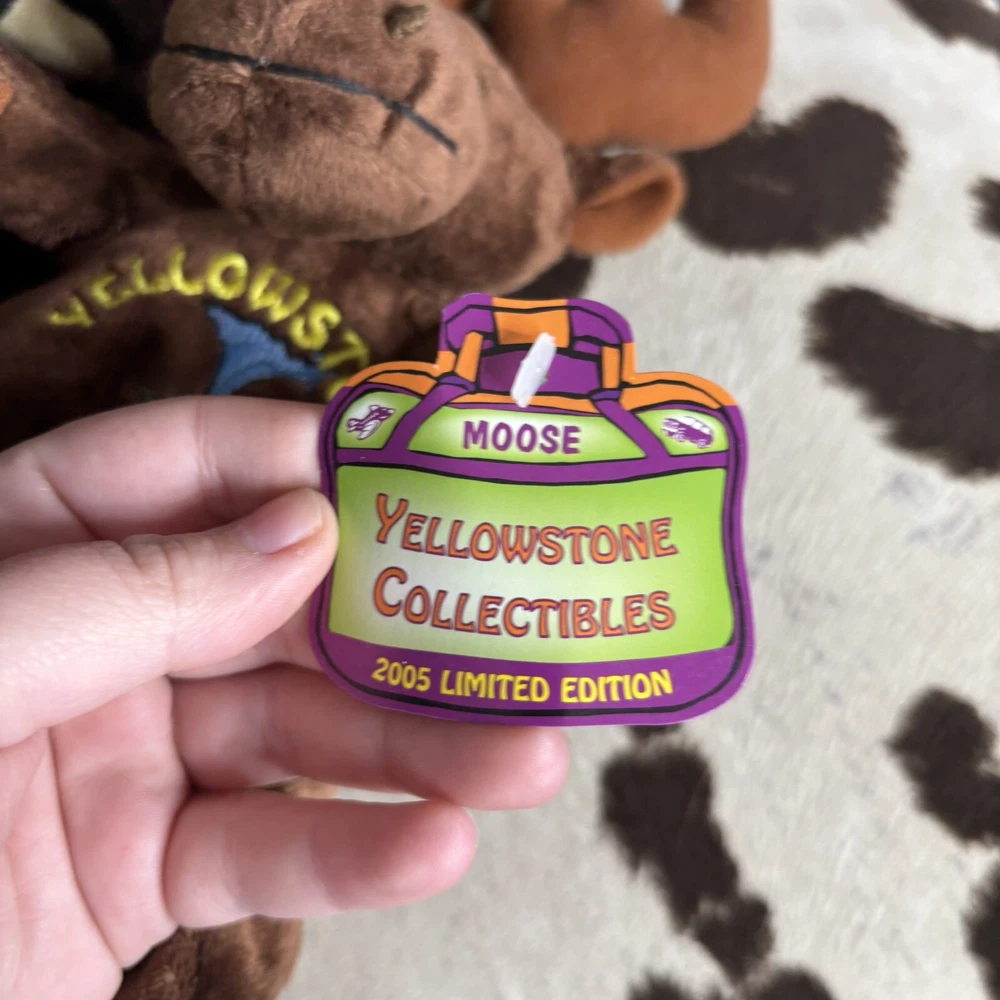 YELLOWST
MOOSE
YELLOWSTONE
COLLECTIBLES
2005 LIMITED EDITION